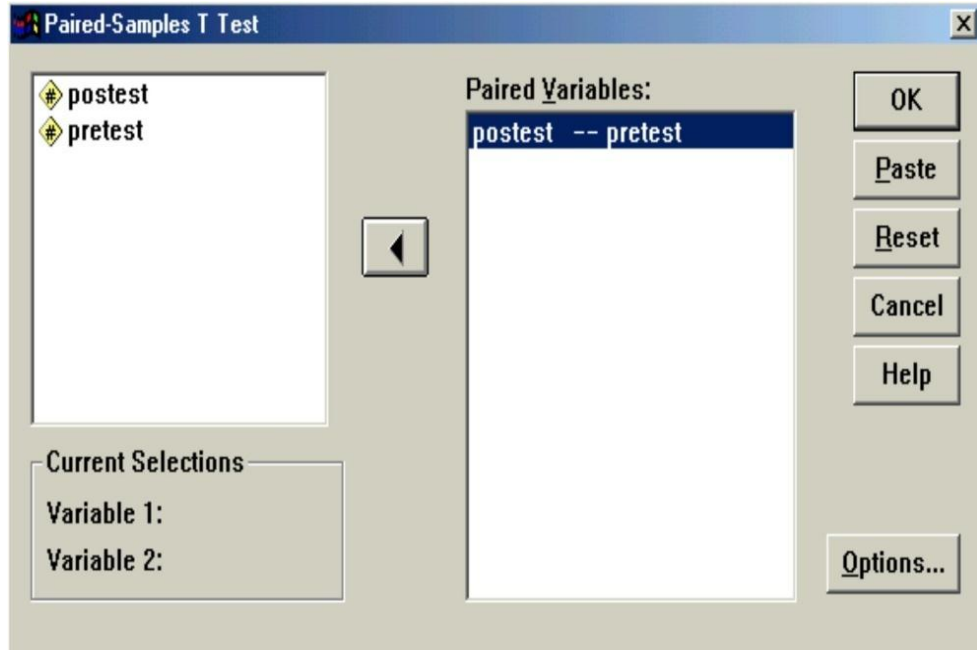 Paired-Samples T Test
postest
pretest
Paired Variables:
postest -- pretest
OK
Paste
Reset
Cancel
Help
Current Selections
Variable 1:
Variable 2:
Options...